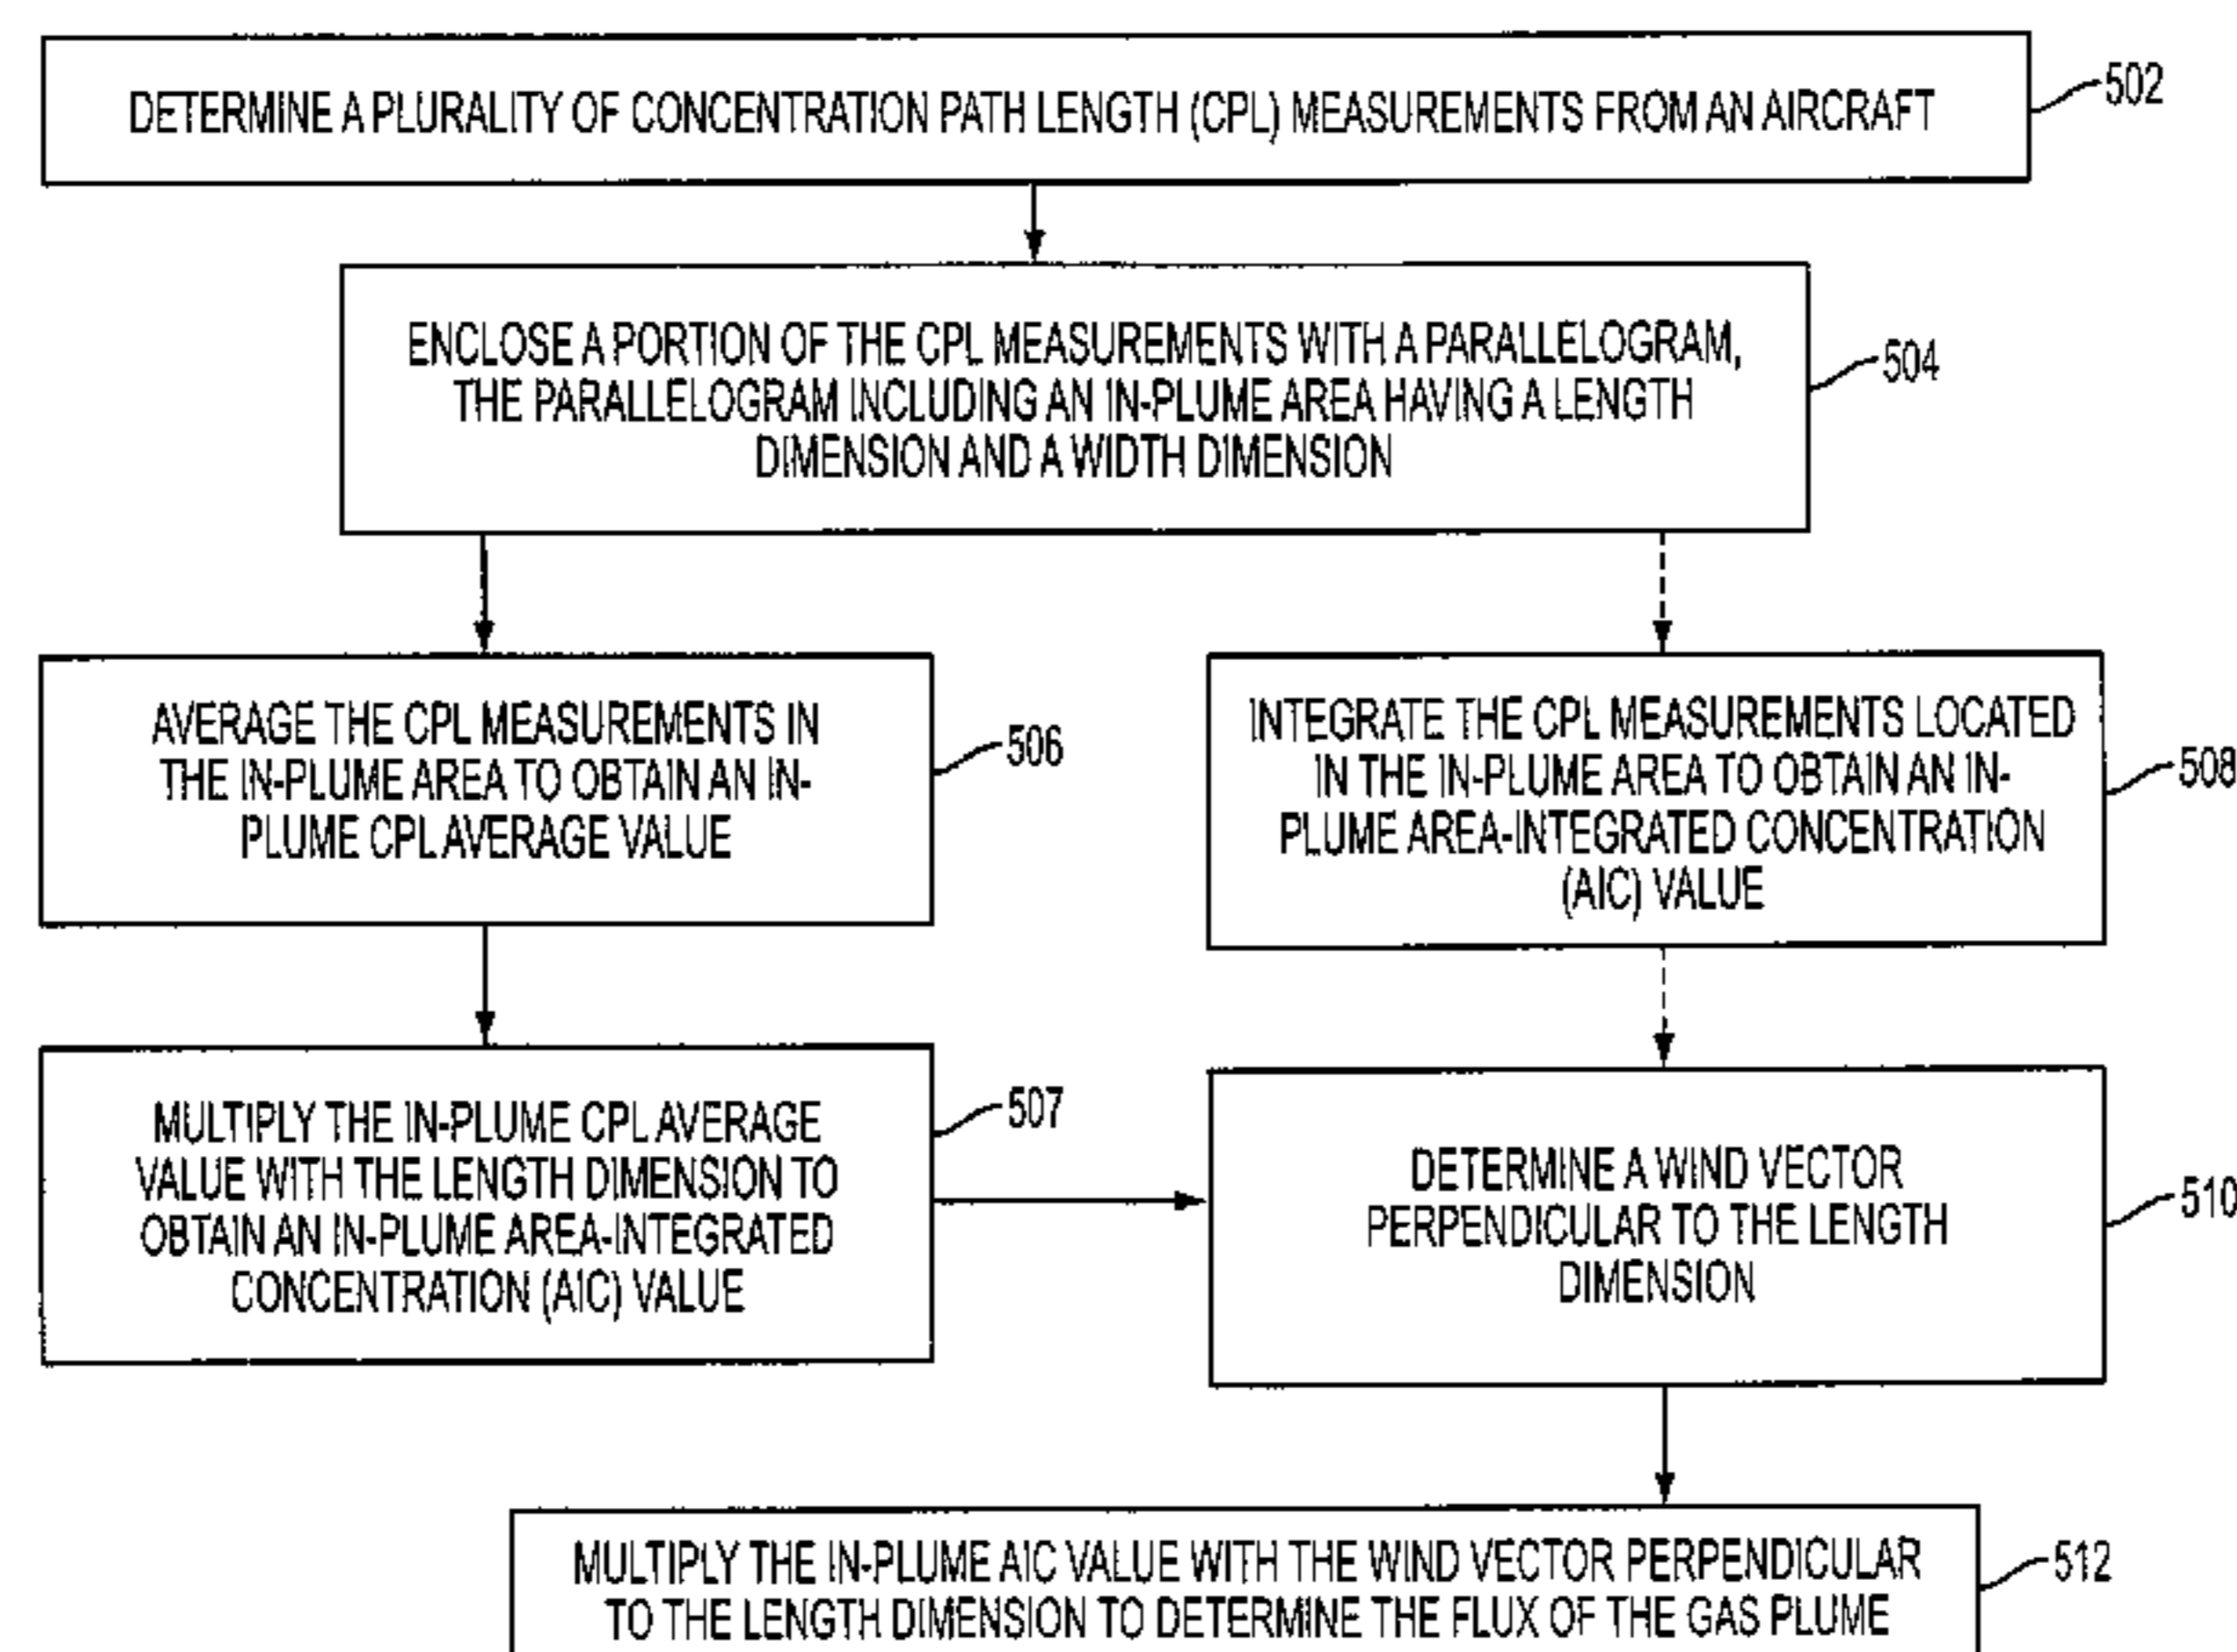 DETERMINE A PLURALITY OF CONCENTRATION PATH LENGTH (CPL) MEASUREMENTS FROM AN AIRCRAFT
502
ENCLOSE A PORTION OF THE CPL MEASUREMENTS WITH A PARALLELOGRAM,
THE PARALLELOGRAM INCLUDING AN IN-PLUME AREA HAVING A LENGTH
DIMENSION AND A WIDTH DIMENSION
504
AVERAGE THE CPL MEASUREMENTS IN
THE IN-PLUME AREA TO OBTAIN AN IN-
PLUME CPL AVERAGE VALUE
506
INTEGRATE THE CPL MEASUREMENTS LOCATED
IN THE IN-PLUME AREA TO OBTAIN AN IN-
PLUME AREA-INTEGRATED CONCENTRATION
(AIC) VALUE
508
MULTIPLY THE IN-PLUME CPL AVERAGE
VALUE WITH THE LENGTH DIMENSION TO
OBTAIN AN IN-PLUME AREA-INTEGRATED
CONCENTRATION (AIC) VALUE
507
DETERMINE A WIND VECTOR
PERPENDICULAR TO THE LENGTH
DIMENSION
510
MULTIPLY THE IN-PLUME AIC VALUE WITH THE WIND VECTOR PERPENDICULAR
TO THE LENGTH DIMENSION TO DETERMINE THE FLUX OF THE GAS PLUME
512